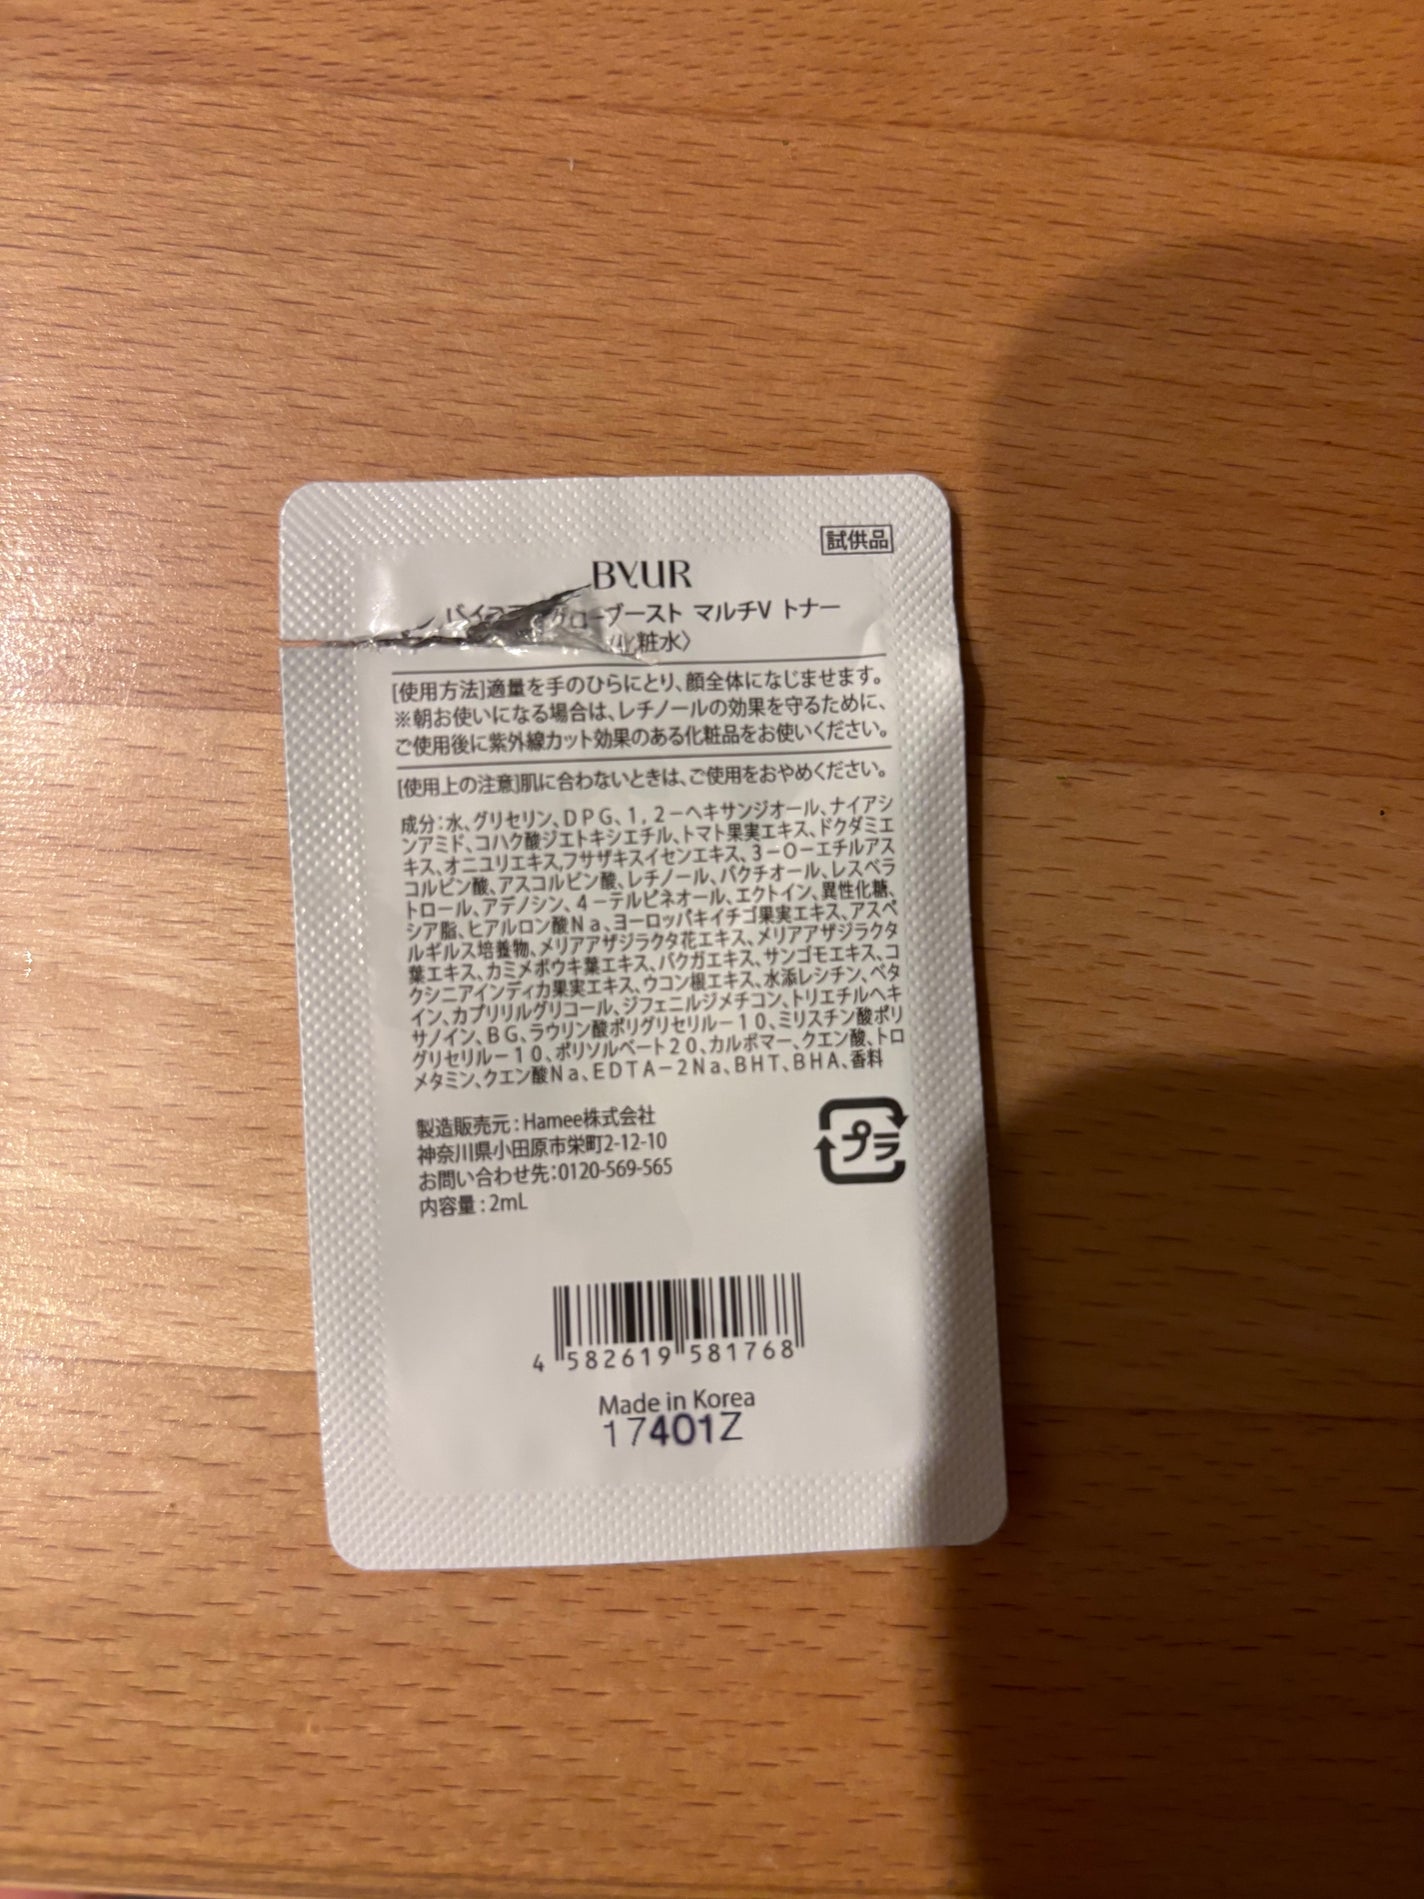 試供品
BYUR
グローブースト マルチV トナー
〈化粧水〉
[使用方法]適量を手のひらにとり、顔全体になじませます。
※朝お使いになる場合は、レチノールの効果を守るために、
ご使用後に紫外線カット効果のある化粧品をお使いください。
[使用上の注意]肌に合わないときは、ご使用をおやめください。
成分：水、グリセリン、ＤＰＧ、１，２－ヘキサンジオール、ナイアシ
ンアミド、コハク酸ジエトキシエチル、トマト果実エキス、ドクダミエ
キス、オニユリエキス、フサザキスイセンエキス、３－Ｏ－エチルアス
コルビン酸、アスコルビン酸、レチノール、バクチオール、レスベラ
トロール、アデノシン、４－テルピネオール、エクトイン、異性化糖、
シア脂、ヒアルロン酸Ｎａ、ヨーロッパキイチゴ果実エキス、アスペ
ルギルス培養物、メリアアザジラクタ花エキス、メリアアザジラクタ
葉エキス、カミメボウキ葉エキス、バクガエキス、サンゴモエキス、コ
クシニアインディカ果実エキス、ウコン根エキス、水添レシチン、ベタ
イン、カプリリルグリコール、ジフェニルジメチコン、トリエチルヘキ
サノイン、ＢＧ、ラウリン酸ポリグリセリル－１０、ミリスチン酸ポリ
グリセリル－１０、ポリソルベート２０、カルボマー、クエン酸、トロ
メタミン、クエン酸Ｎａ、ＥＤＴＡ－２Ｎａ、ＢＨＴ、ＢＨＡ、香料
製造販売元：Hamee株式会社
神奈川県小田原市栄町2-12-10
お問い合わせ先：0120-569-565
内容量：2mL
プラ
4 582619 581768
Made in Korea
17401Z